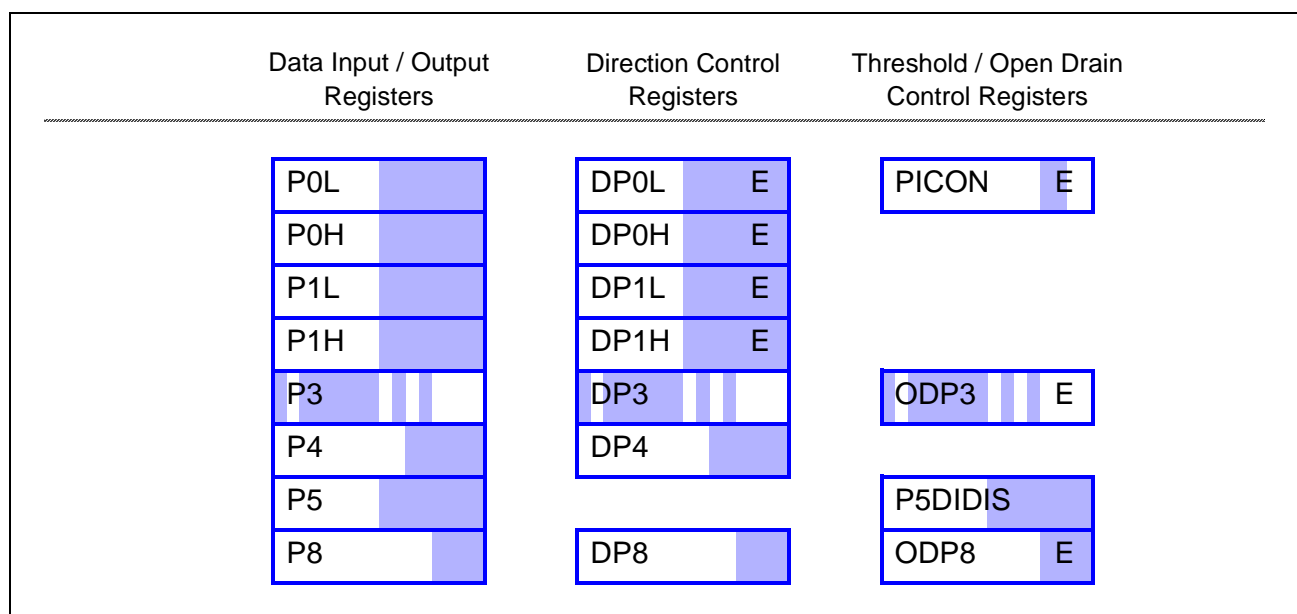 Data Input / Output Registers
Direction Control Registers
Threshold / Open Drain Control Registers
P0L DP0L E PICON E
P0H DP0H E
P1L DP1L E
P1H DP1H E
P3 DP3 ODP3 E
P4 DP4
P5 P5DIDIS
P8 DP8 ODP8 E